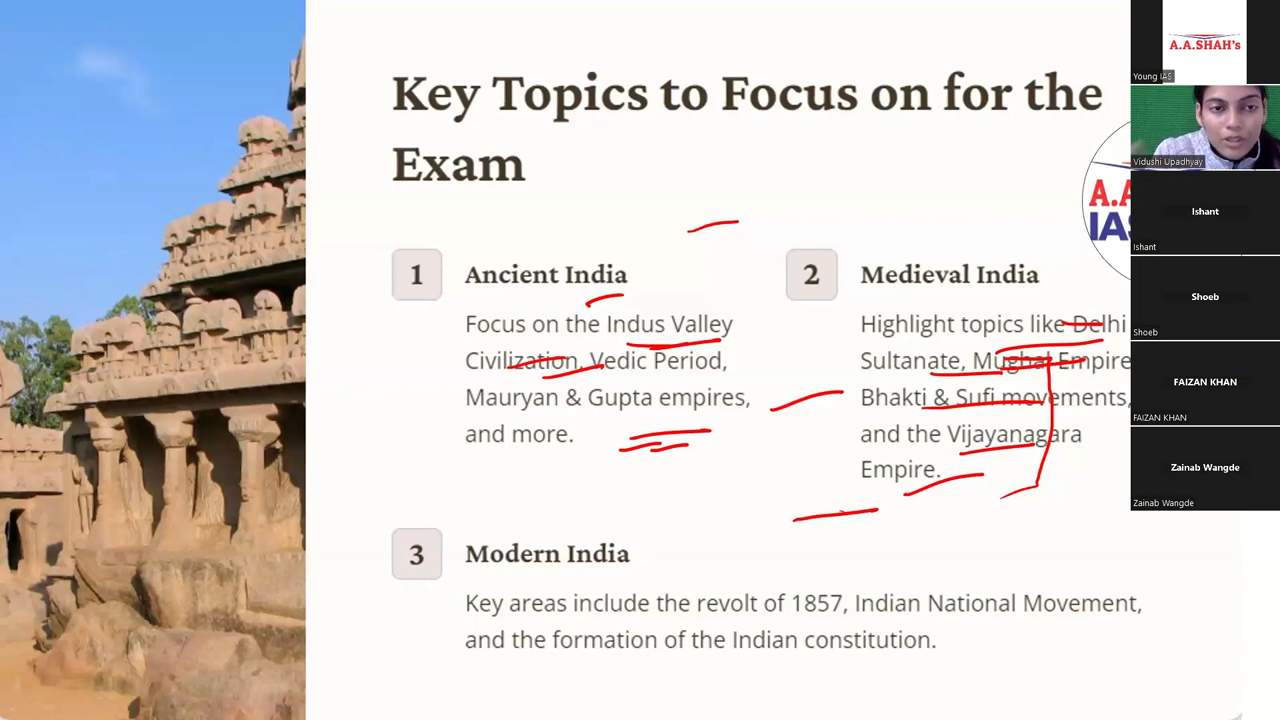 Key Topics to Focus on for the
Exam
1
Ancient India
Focus on the Indus Valley
Civilization, Vedic Period,
Mauryan & Gupta empires,
and more.
2
Medieval India
Highlight topics like Delhi
Sultanate, Mughal Empire
Bhakti & Sufi movements,
and the Vijayanagara
Empire.
3
Modern India
Key areas include the revolt of 1857, Indian National Movement,
and the formation of the Indian constitution.
A.A
IAS
A.A.SHAH's
Young IAS
Vidushi Upadhyay
Ishant
Ishant
Shoeb
Shoeb
FAIZAN KHAN
FAIZAN KHAN
Zainab Wangde
Zainab Wangde